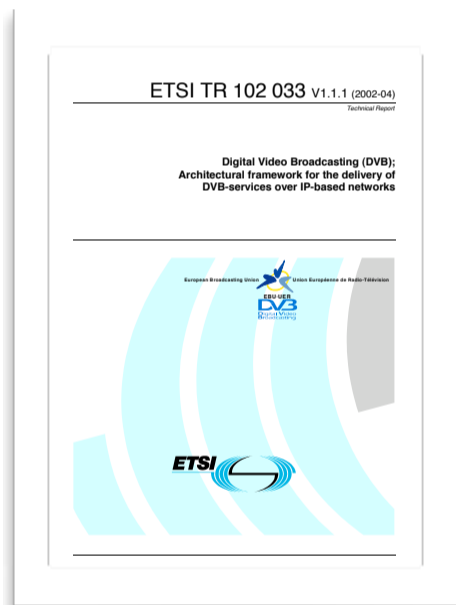 ETSI TR 102 033 V1.1.1 (2002-04)
Technical Report
Digital Video Broadcasting (DVB);
Architectural framework for the delivery of
DVB-services over IP-based networks
European Broadcasting Union Union Européenne de Radio-Télévision
EBU·UER
DVB
Digital Video
Broadcasting
ETSI